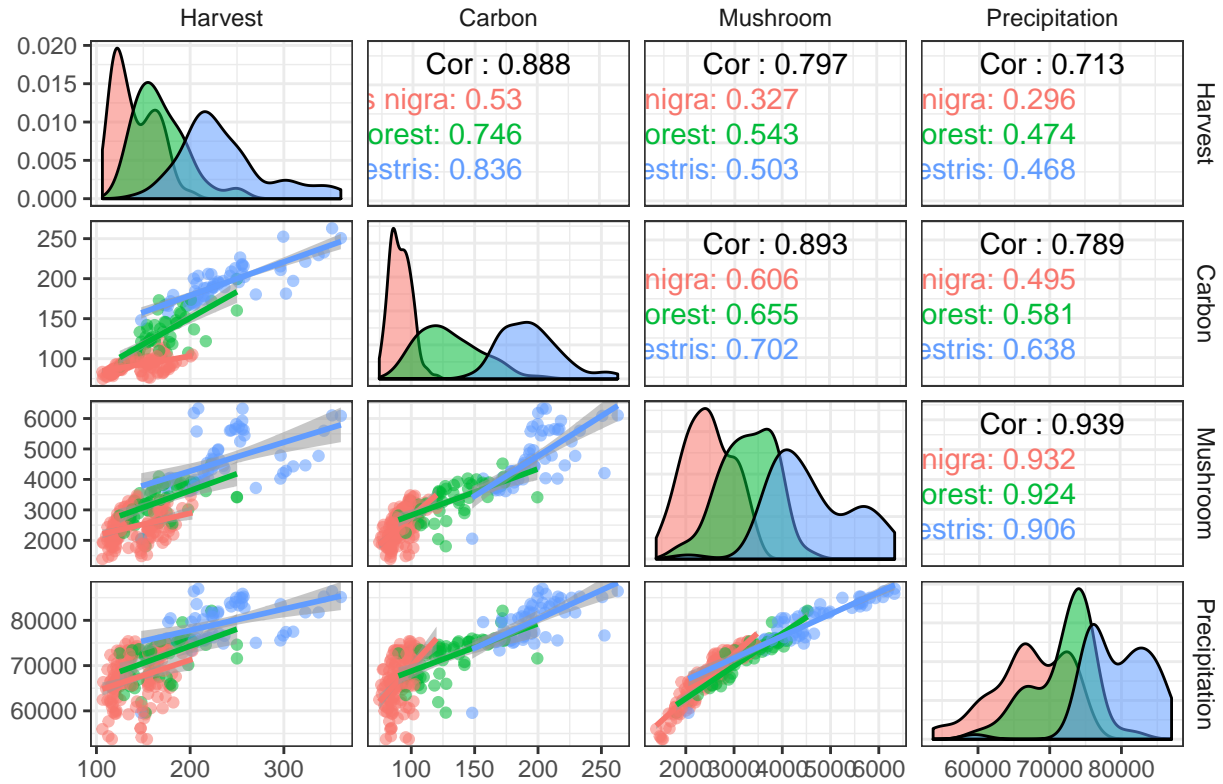 Harvest Carbon Mushroom Precipitation
0.020
0.015
0.010
0.005
0.000
Cor : 0.888
s nigra: 0.53
orest: 0.746
estris: 0.836
Cor : 0.797
nigra: 0.327
orest: 0.543
estris: 0.503
Cor : 0.713
nigra: 0.296
orest: 0.474
estris: 0.468
Harvest
250
200
150
100
Cor : 0.893
nigra: 0.606
orest: 0.655
estris: 0.702
Cor : 0.789
nigra: 0.495
orest: 0.581
estris: 0.638
Carbon
6000
5000
4000
3000
2000
Cor : 0.939
nigra: 0.932
orest: 0.924
estris: 0.906
Mushroom
80000
70000
60000
Precipitation
100 200 300
100 150 200 250
2000 3000 4000 5000 6000
60000 70000 80000